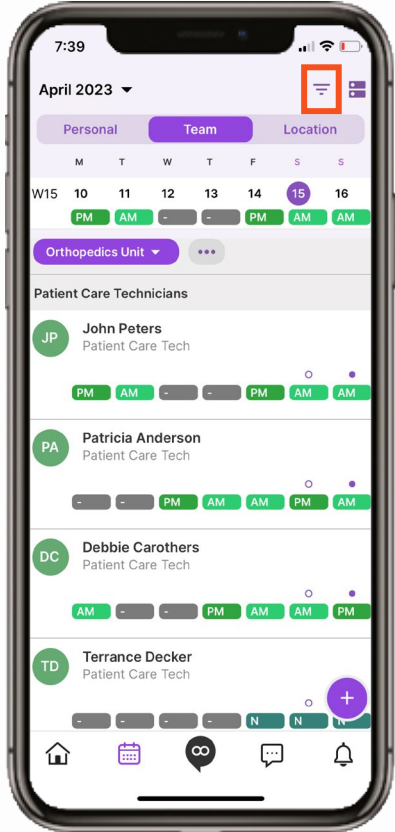 7:39
April 2023
Personal Team Location
M T W T F S S
W15 10 11 12 13 14 15 16
PM AM - - PM AM AM
Orthopedics Unit •••
Patient Care Technicians
JP John Peters
Patient Care Tech
PM AM - - PM AM AM
PA Patricia Anderson
Patient Care Tech
- - PM AM AM PM AM
DC Debbie Carothers
Patient Care Tech
AM - - PM AM AM PM
TD Terrance Decker
Patient Care Tech
+
- - - - N N N